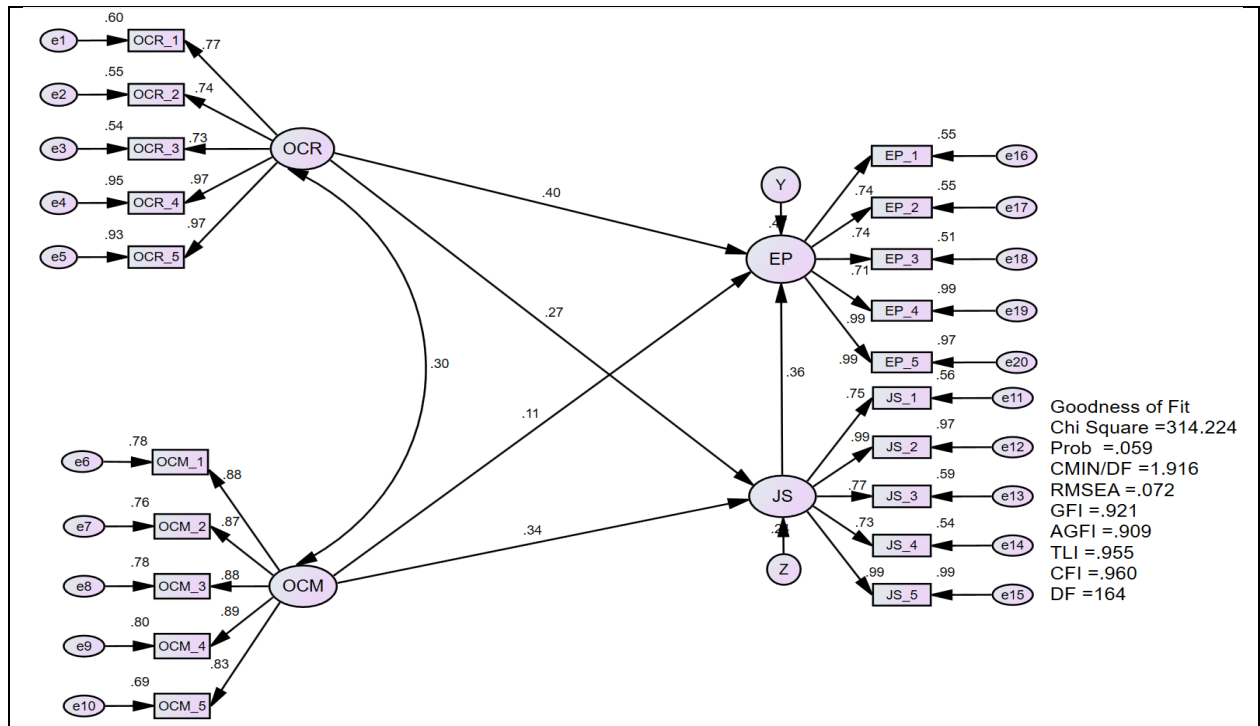 .60
e1
OCR_1
.77
.55
e2
OCR_2
.74
.54
e3
OCR_3
.73
.95
e4
OCR_4
.97
.93
e5
OCR_5
.97
OCR
.40
.27
.30
.78
e6
OCM_1
.88
.76
e7
OCM_2
.87
.78
e8
OCM_3
.88
.80
e9
OCM_4
.89
.69
e10
OCM_5
.83
OCM
.11
.34
Y
EP
.36
.55
EP_1
e16
.74
.55
EP_2
e17
.74
.51
EP_3
e18
.71
.99
EP_4
e19
.99
.97
EP_5
e20
.99
.56
JS_1
e11
.75
.97
JS_2
e12
.99
.59
JS_3
e13
.77
.54
JS_4
e14
.73
.99
JS_5
e15
.99
JS
Z
Goodness of Fit
Chi Square =314.224
Prob =.059
CMIN/DF =1.916
RMSEA =.072
GFI =.921
AGFI =.909
TLI =.955
CFI =.960
DF =164